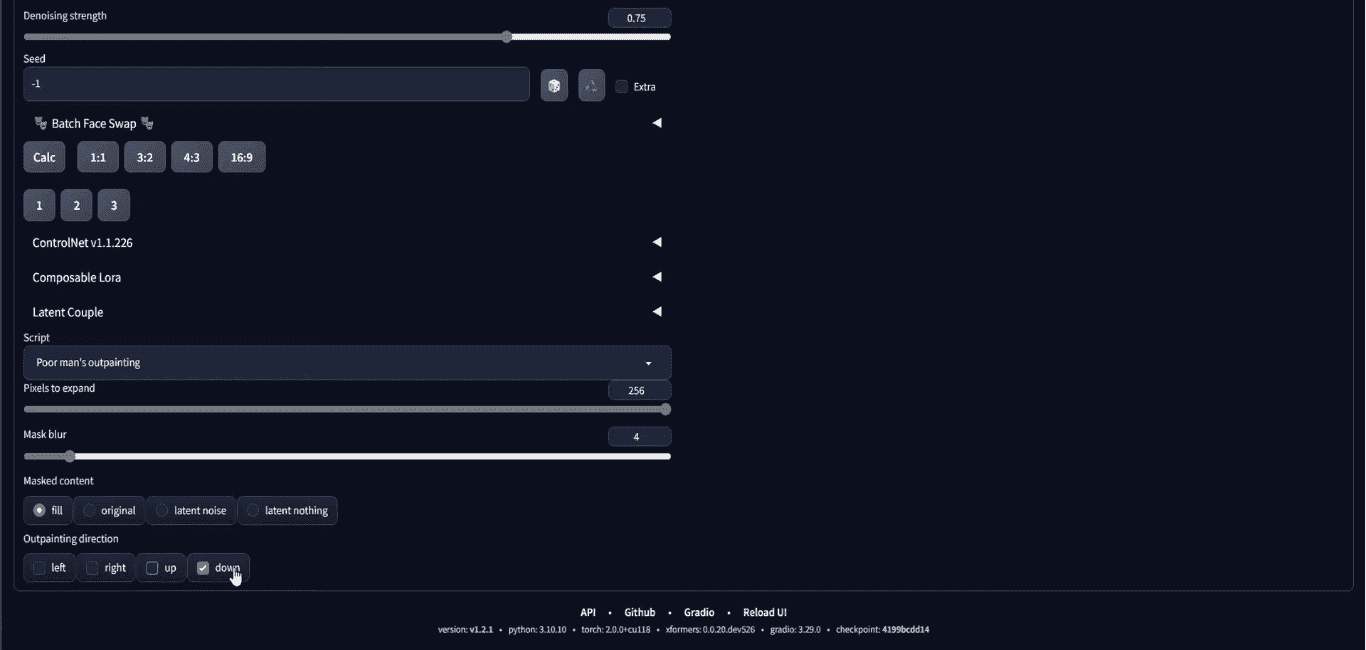 Denoising strength
0.75
Seed
-1
Extra
Batch Face Swap
Calc 1:1 3:2 4:3 16:9
1 2 3
ControlNet v1.1.226
Composable Lora
Latent Couple
Script
Poor man's outpainting
Pixels to expand
256
Mask blur
4
Masked content
fill original latent noise latent nothing
Outpainting direction
left right up down
API • Github • Gradio • Reload UI
version: v1.2.1 • python: 3.10.10 • torch: 2.0.0+cu118 • xformers: 0.0.20.dev526 • gradio: 3.29.0 • checkpoint: 4199bcdd14